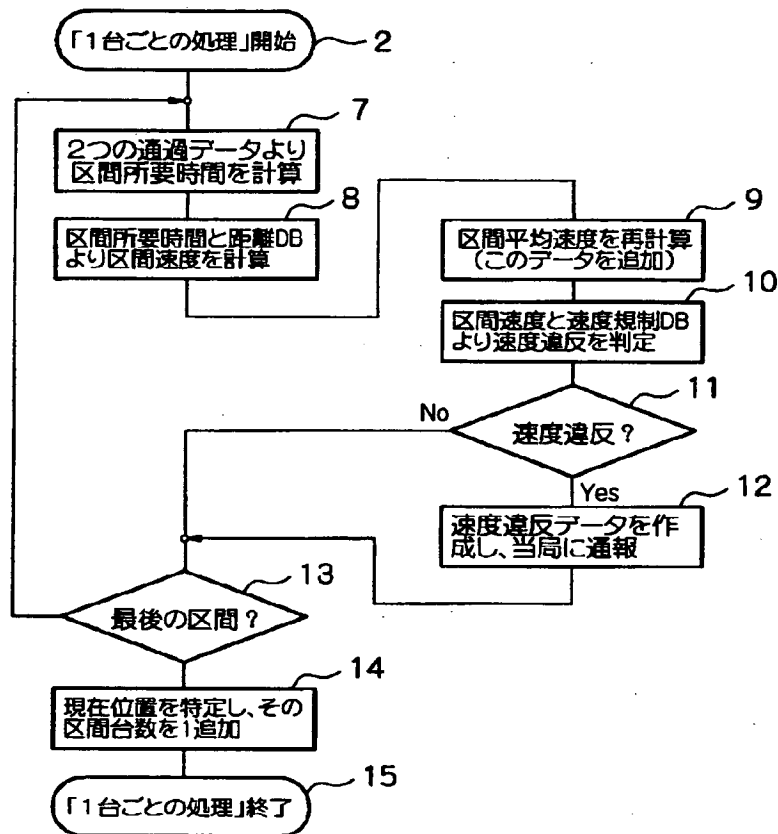 「1台ごとの処理」開始
2
7
2つの通過データより
区間所要時間を計算
8
区間所要時間と距離DB
より区間速度を計算
9
区間平均速度を再計算
(このデータを追加)
10
区間速度と速度規制DB
より速度違反を判定
11
速度違反?
No
Yes
12
速度違反データを作
成し、当局に通報
13
最後の区間?
14
現在位置を特定し、その
区間台数を1追加
15
「1台ごとの処理」終了